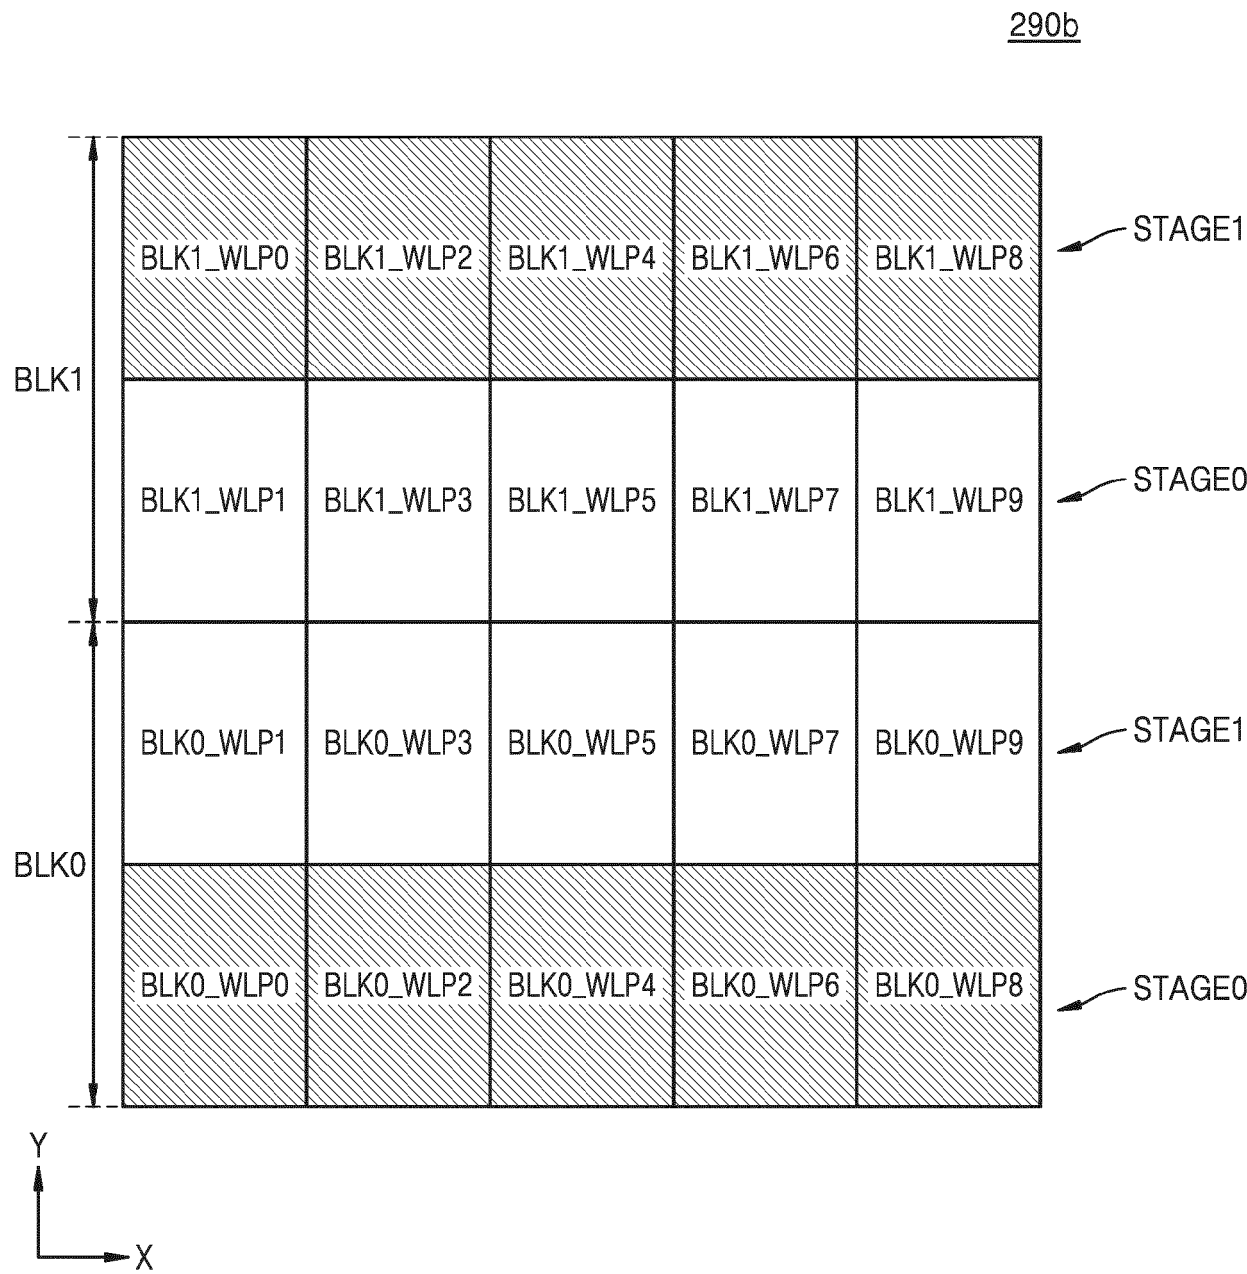 290b
BLK1_WLP0 BLK1_WLP2 BLK1_WLP4 BLK1_WLP6 BLK1_WLP8
STAGE1
BLK1
BLK1_WLP1 BLK1_WLP3 BLK1_WLP5 BLK1_WLP7 BLK1_WLP9
STAGE0
BLK0_WLP1 BLK0_WLP3 BLK0_WLP5 BLK0_WLP7 BLK0_WLP9
STAGE1
BLK0
BLK0_WLP0 BLK0_WLP2 BLK0_WLP4 BLK0_WLP6 BLK0_WLP8
STAGE0
Y
X